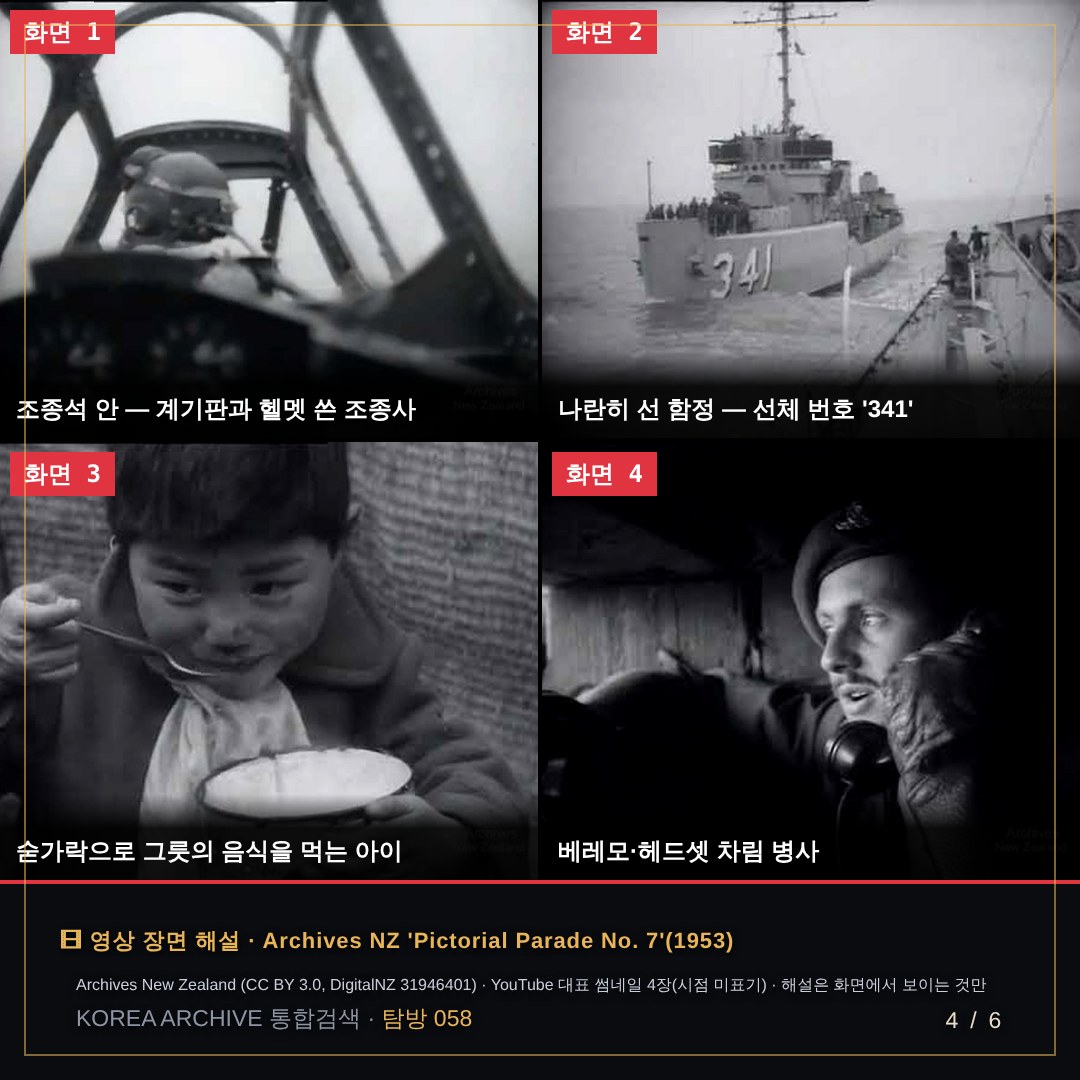 화면 1
화면 2
341
조종석 안 — 계기판과 헬멧 쓴 조종사
나란히 선 함정 — 선체 번호 '341'
화면 3
화면 4
숟가락으로 그릇의 음식을 먹는 아이
베레모·헤드셋 차림 병사
영상 장면 해설 · Archives NZ 'Pictorial Parade No. 7'(1953)
Archives New Zealand (CC BY 3.0, DigitalNZ 31946401) · YouTube 대표 썸네일 4장(시점 미표기) · 해설은 화면에서 보이는 것만
KOREA ARCHIVE 통합검색 · 탐방 058
4 / 6